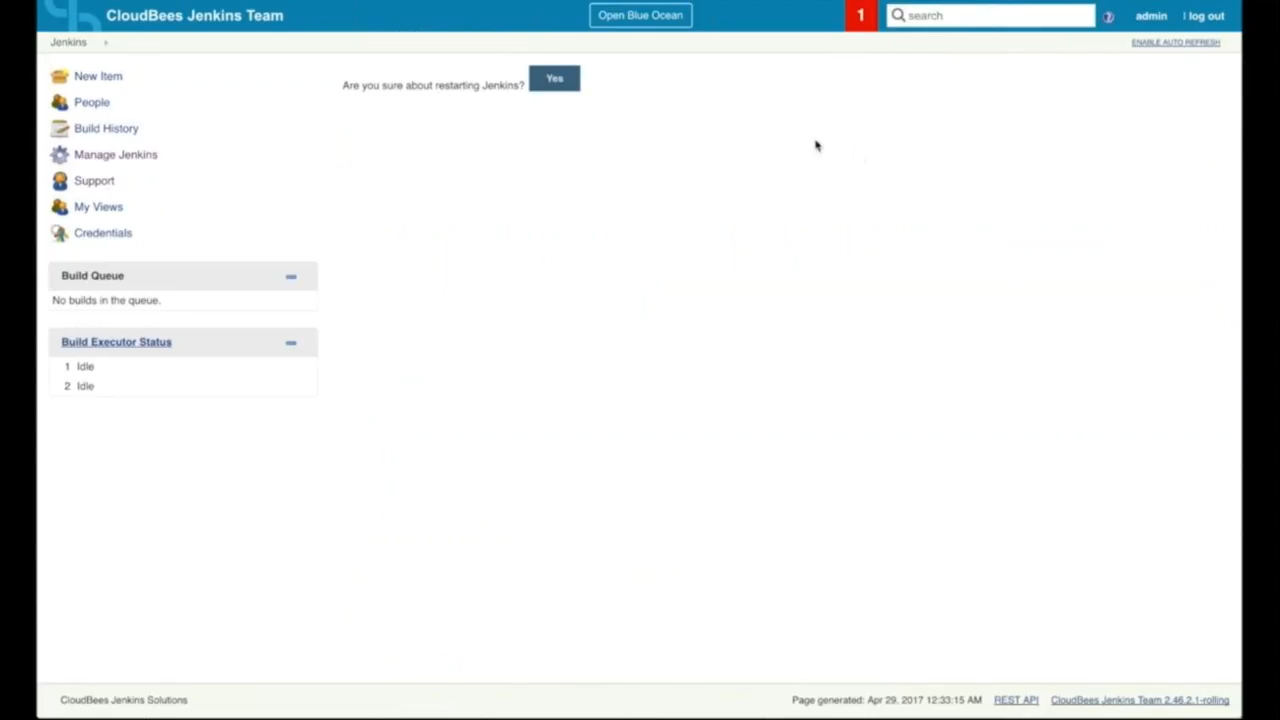 CloudBees Jenkins Team
Open Blue Ocean
1
search
?
admin
| log out
Jenkins
ENABLE AUTO REFRESH
New Item
People
Build History
Manage Jenkins
Support
My Views
Credentials
Are you sure about restarting Jenkins? Yes
Build Queue
No builds in the queue.
Build Executor Status
1 Idle
2 Idle
CloudBees Jenkins Solutions
Page generated: Apr 29, 2017 12:33:15 AM REST API CloudBees Jenkins Team 2.46.2.1-rolling